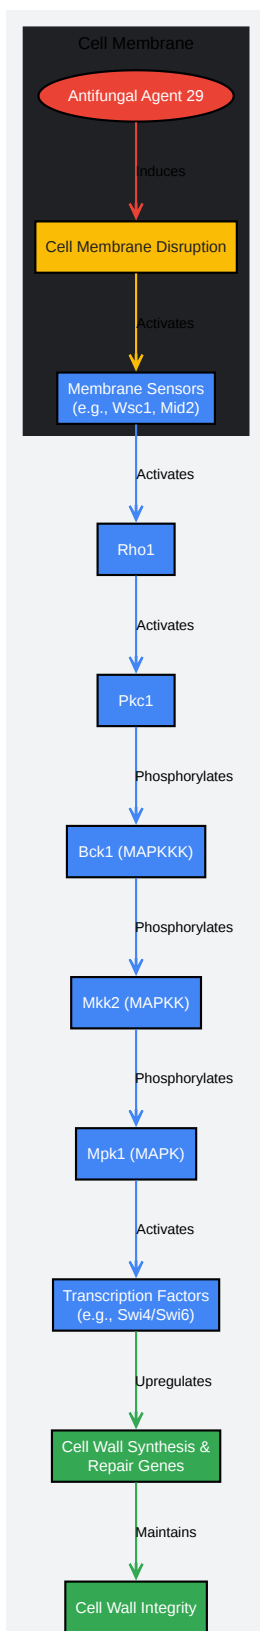 Cell Membrane
Antifungal Agent 29
Induces
Cell Membrane Disruption
Activates
Membrane Sensors
(e.g., Wsc1, Mid2)
Activates
Rho1
Activates
Pkc1
Phosphorylates
Bck1 (MAPKKK)
Phosphorylates
Mkk2 (MAPKK)
Phosphorylates
Mpk1 (MAPK)
Activates
Transcription Factors
(e.g., Swi4/Swi6)
Upregulates
Cell Wall Synthesis &
Repair Genes
Maintains
Cell Wall Integrity